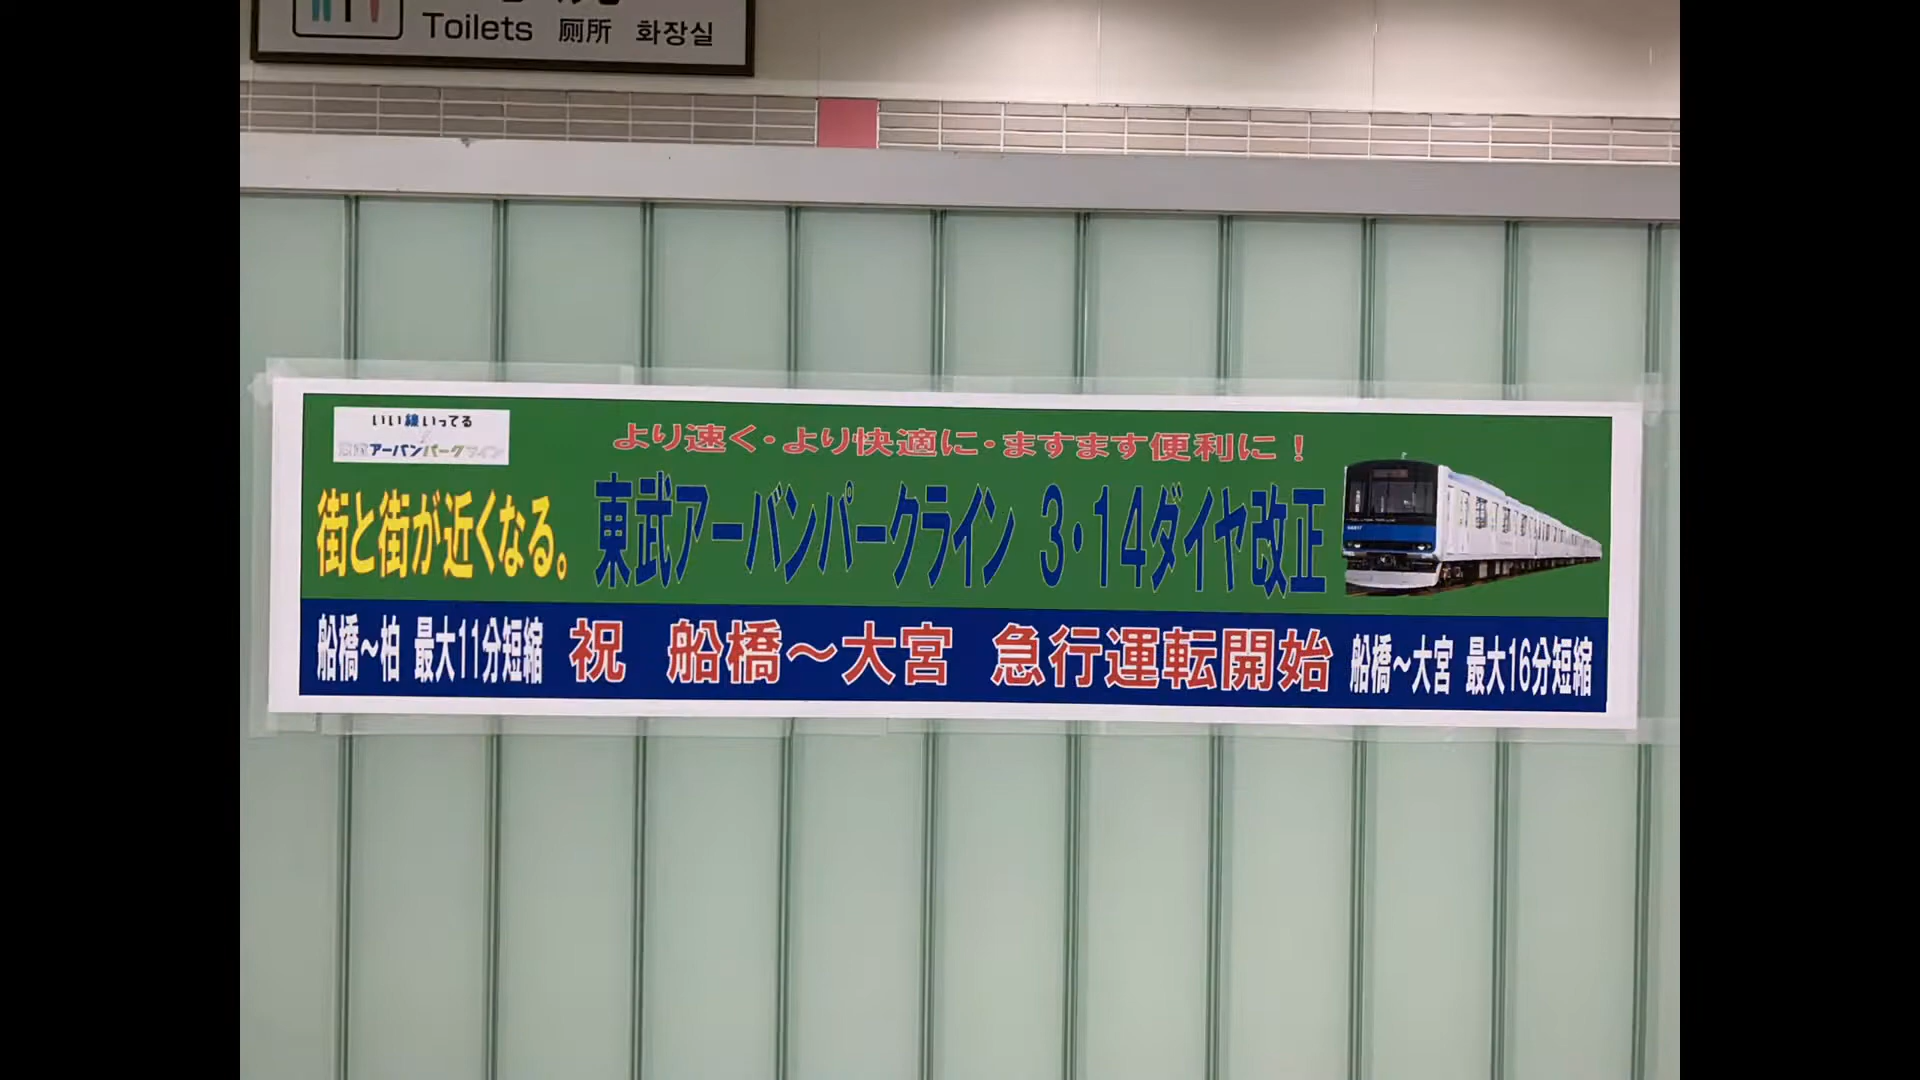 Toilets 厕所 화장실
いい線いってる
アーバンパークライン
より速く・より快適に・ますます便利に！
街と街が近くなる。 東武アーバンパークライン 3・14ダイヤ改正
船橋～柏 最大11分短縮 祝 船橋～大宮 急行運転開始 船橋～大宮 最大16分短縮